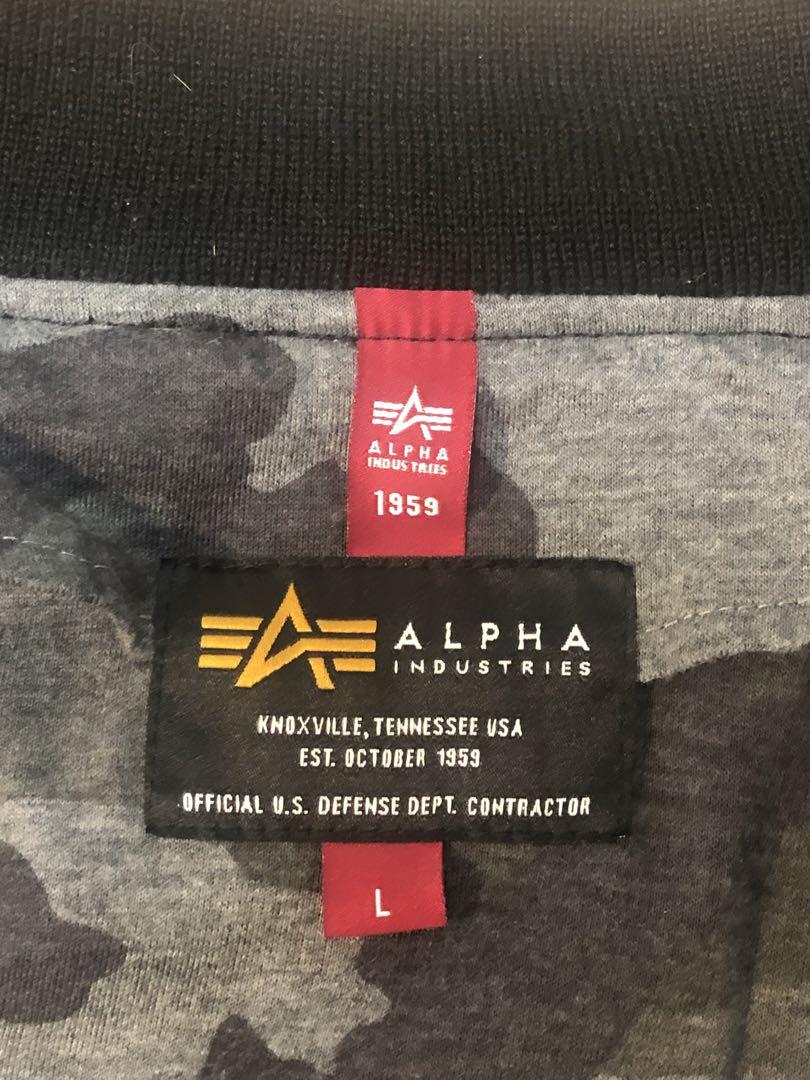 ALPHA
INDUSTRIES
1959
ALPHA
INDUSTRIES
KNOXVILLE, TENNESSEE USA
EST. OCTOBER 1959
OFFICIAL U.S. DEFENSE DEPT. CONTRACTOR
L